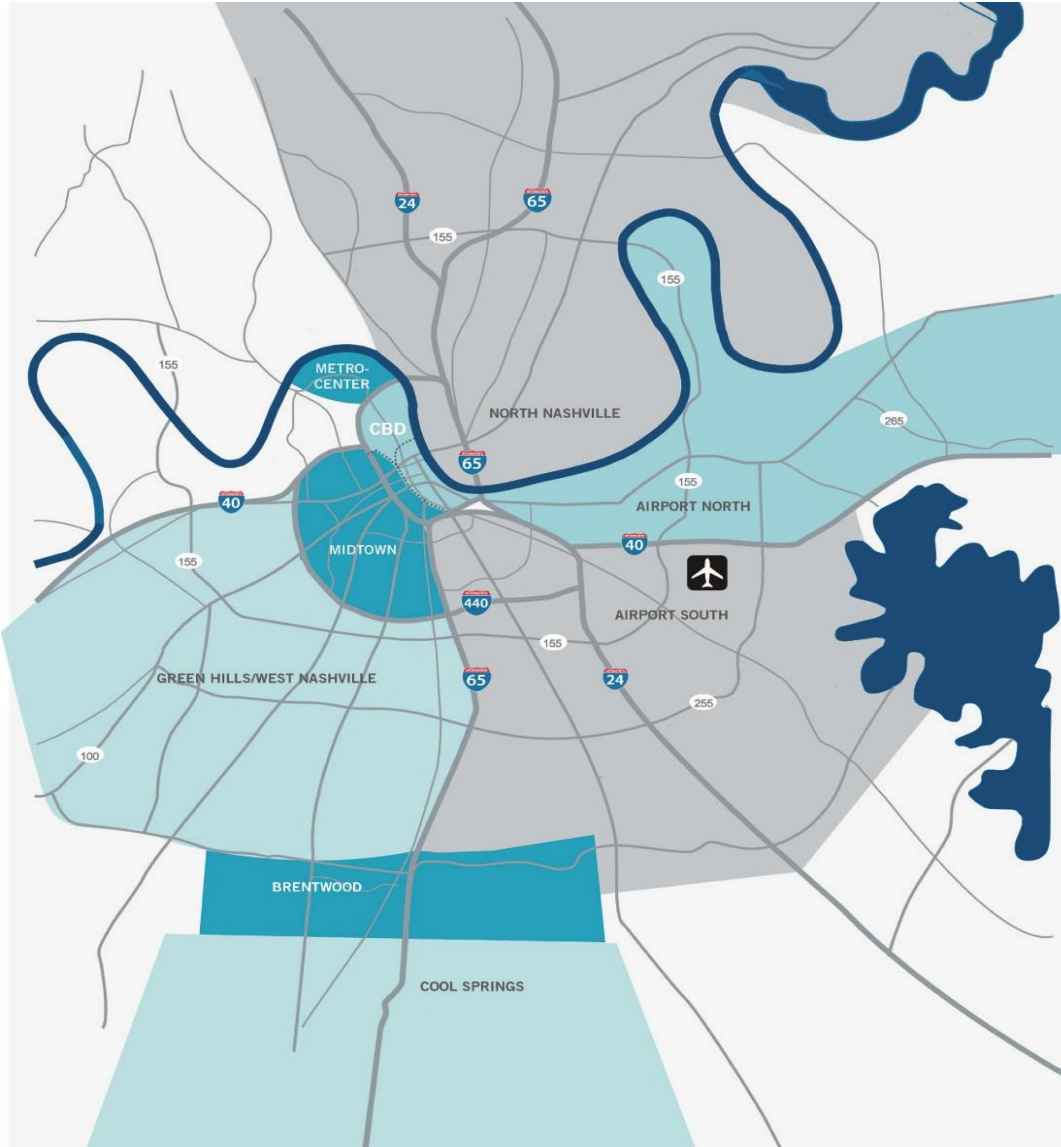 24
65
155
155
155
METRO-
CENTER
CBD
NORTH NASHVILLE
265
65
155
40
AIRPORT NORTH
40
MIDTOWN
155
440
AIRPORT SOUTH
155
GREEN HILLS/WEST NASHVILLE
65
24
255
100
BRENTWOOD
COOL SPRINGS